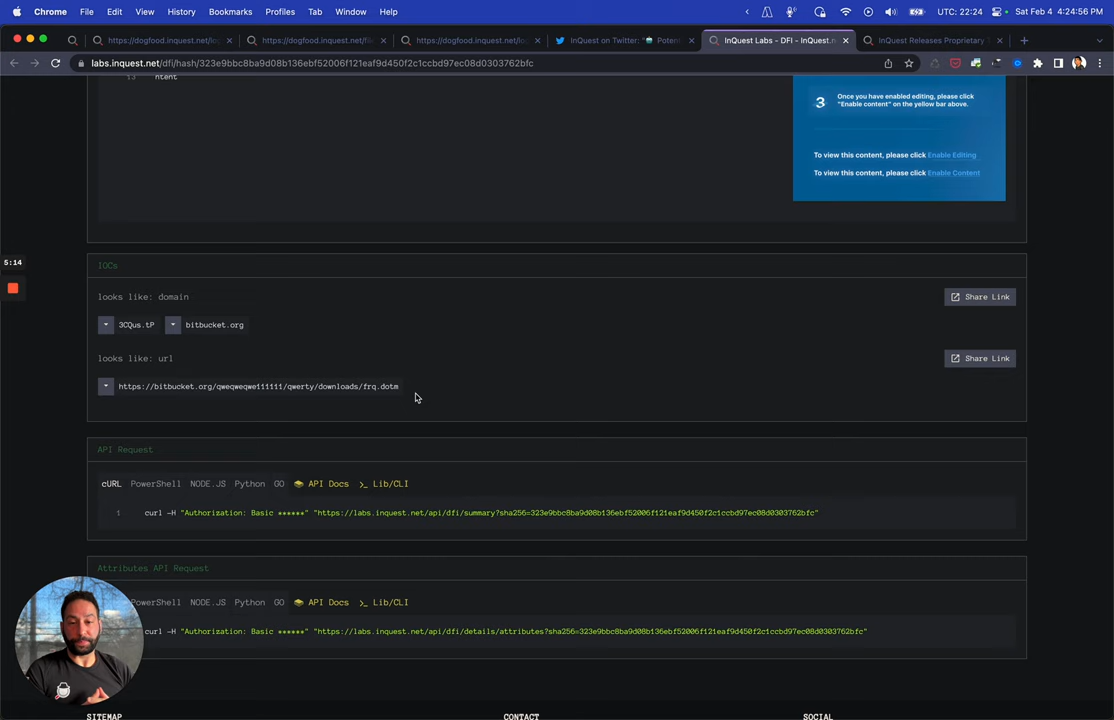 Chrome File Edit View History Bookmarks Profiles Tab Window Help UTC: 22:24 Sat Feb 4 4:24:56 PM
https://dogfood.inquest.net/lo https://dogfood.inquest.net/fil https://dogfood.inquest.net/lo InQuest on Twitter: " Potent InQuest Labs - DFI - InQuest.n InQuest Releases Proprietary
labs.inquest.net/dfi/hash/323e9bbc8ba9d08b136ebf52006f121eaf9d450f2c1ccbd97ec08d0303762bfc
13 ntent
3 Once you have enabled editing, please click
"Enable content" on the yellow bar above.
To view this content, please click Enable Editing
To view this content, please click Enable Content
5:14
IOCs
looks like: domain Share Link
3CQus.tP bitbucket.org
looks like: url Share Link
https://bitbucket.org/qweqweqwe111111/qwerty/downloads/frq.dotm
API Request
cURL PowerShell NODE.JS Python GO API Docs >_ Lib/CLI
1 curl -H "Authorization: Basic ******" "https://labs.inquest.net/api/dfi/summary?sha256=323e9bbc8ba9d08b136ebf52006f121eaf9d450f2c1ccbd97ec08d0303762bfc"
Attributes API Request
PowerShell NODE.JS Python GO API Docs >_ Lib/CLI
curl -H "Authorization: Basic ******" "https://labs.inquest.net/api/dfi/details/attributes?sha256=323e9bbc8ba9d08b136ebf52006f121eaf9d450f2c1ccbd97ec08d0303762bfc"
SITEMAP CONTACT SOCIAL